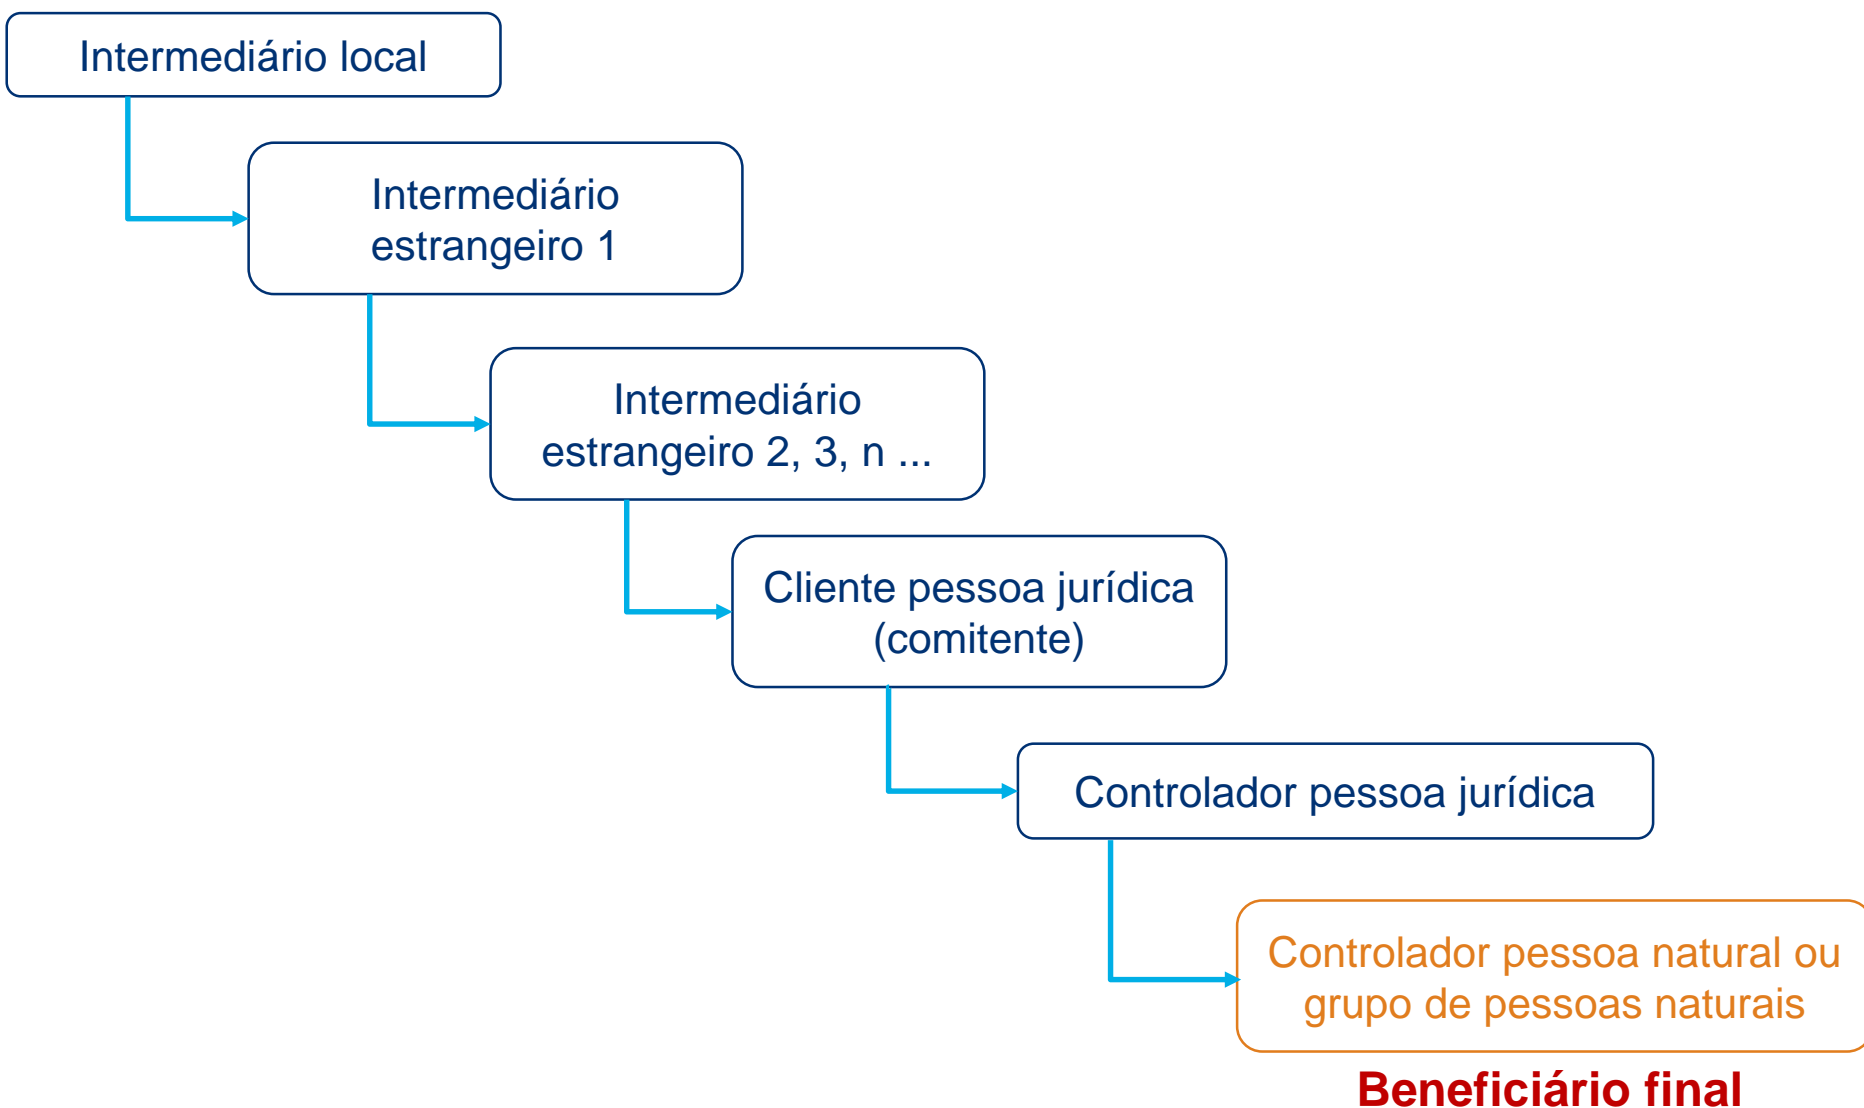 Intermediário local
Intermediário
estrangeiro 1
Intermediário
estrangeiro 2, 3, n ...
Cliente pessoa jurídica
(comitente)
Controlador pessoa jurídica
Controlador pessoa natural ou
grupo de pessoas naturais
Beneficiário final